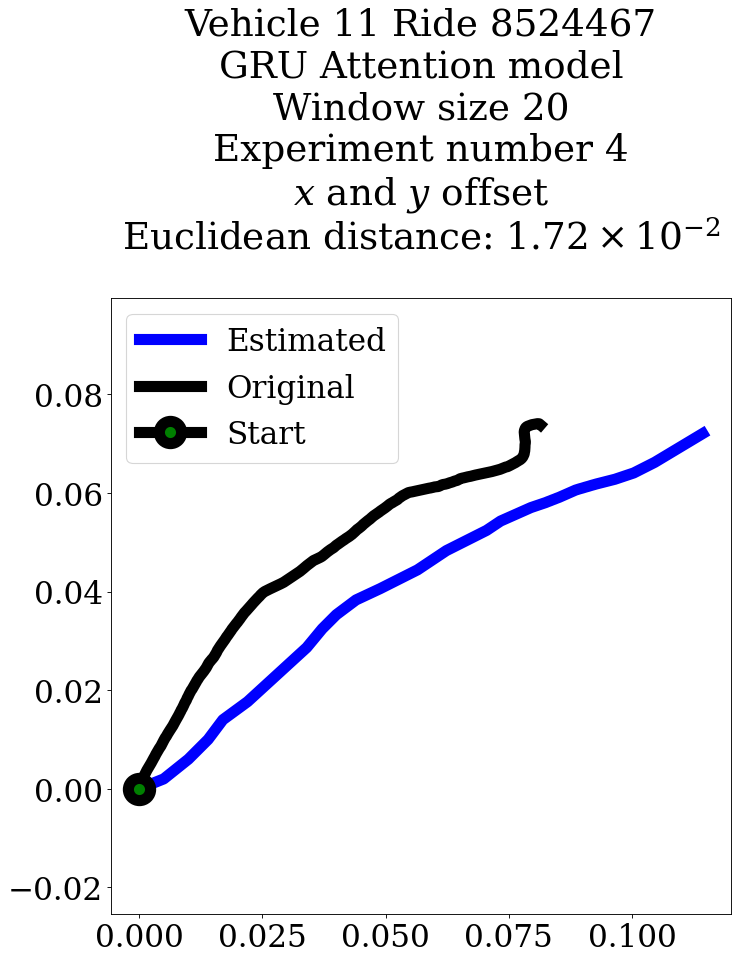 Vehicle 11 Ride 8524467
GRU Attention model
Window size 20
Experiment number 4
x and y offset
Euclidean distance: 1.72 × 10⁻²
Estimated
Original
Start
0.08
0.06
0.04
0.02
0.00
−0.02
0.000 0.025 0.050 0.075 0.100